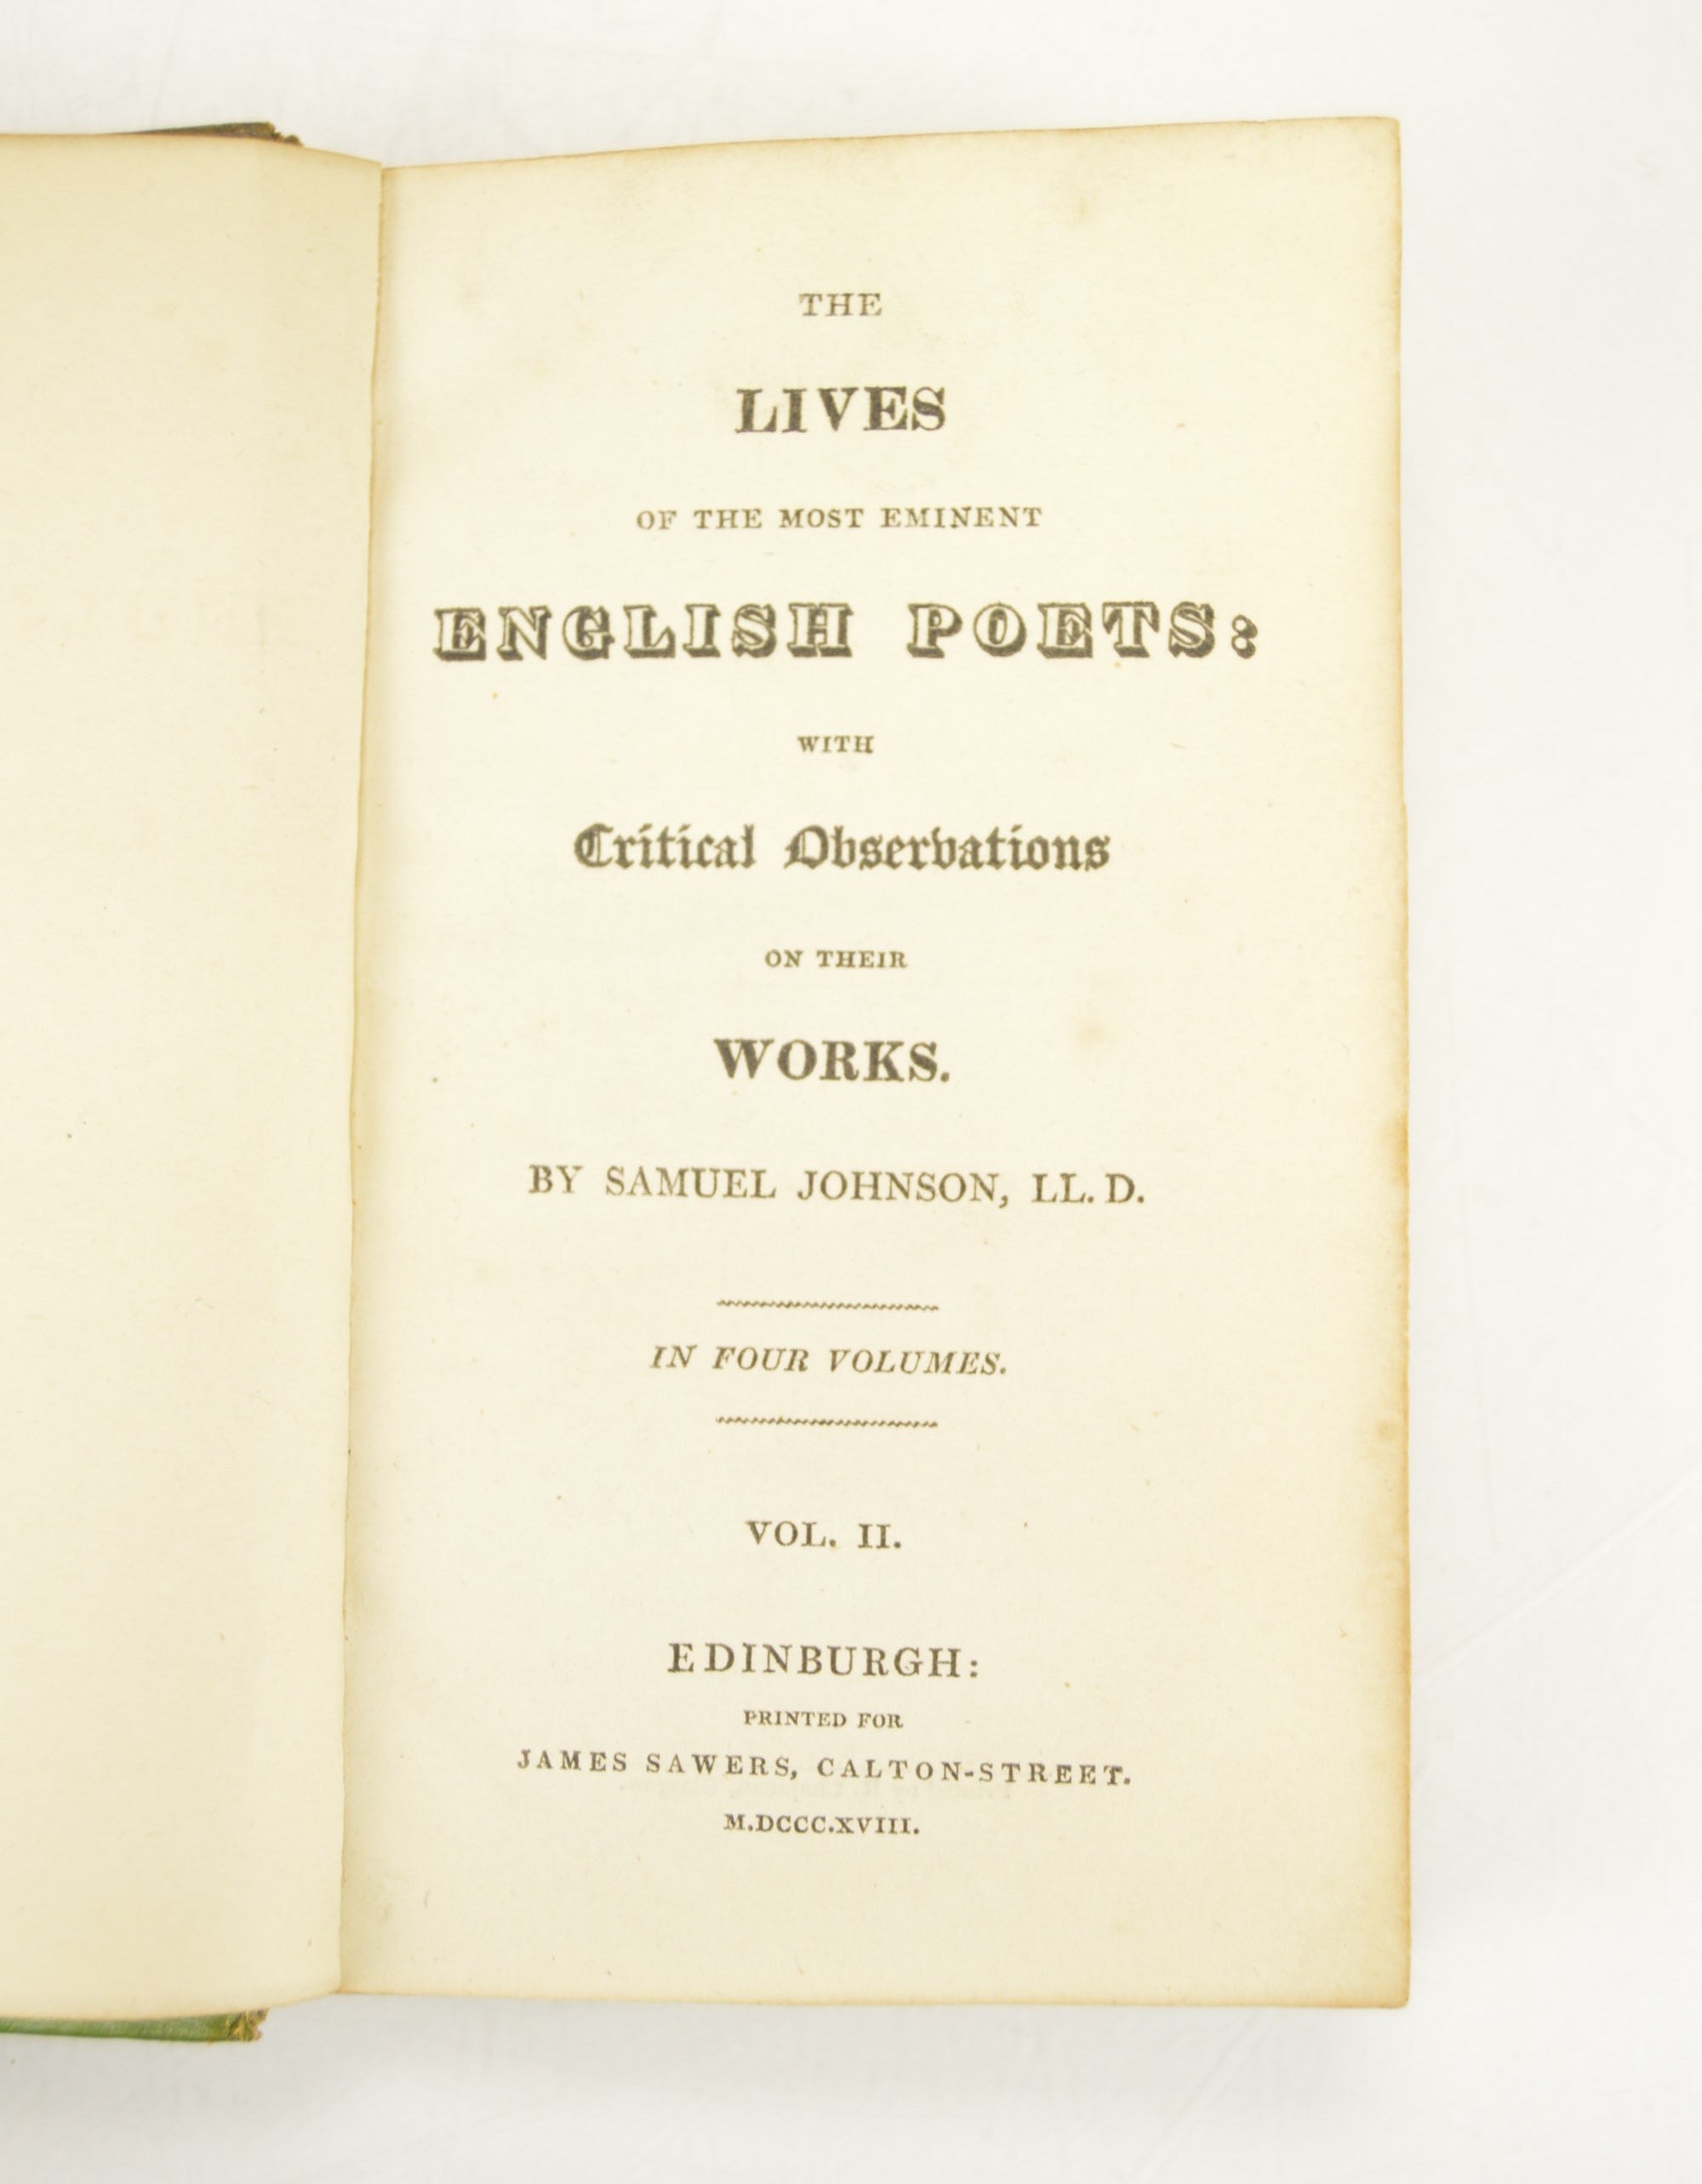 THE
LIVES
OF THE MOST EMINENT
ENGLISH POETS:
WITH
Critical Observations
ON THEIR
WORKS.
BY SAMUEL JOHNSON, LL. D.
IN FOUR VOLUMES.
VOL. II.
EDINBURGH:
PRINTED FOR
JAMES SAWERS, CALTON-STREET.
M.DCCC.XVIII.